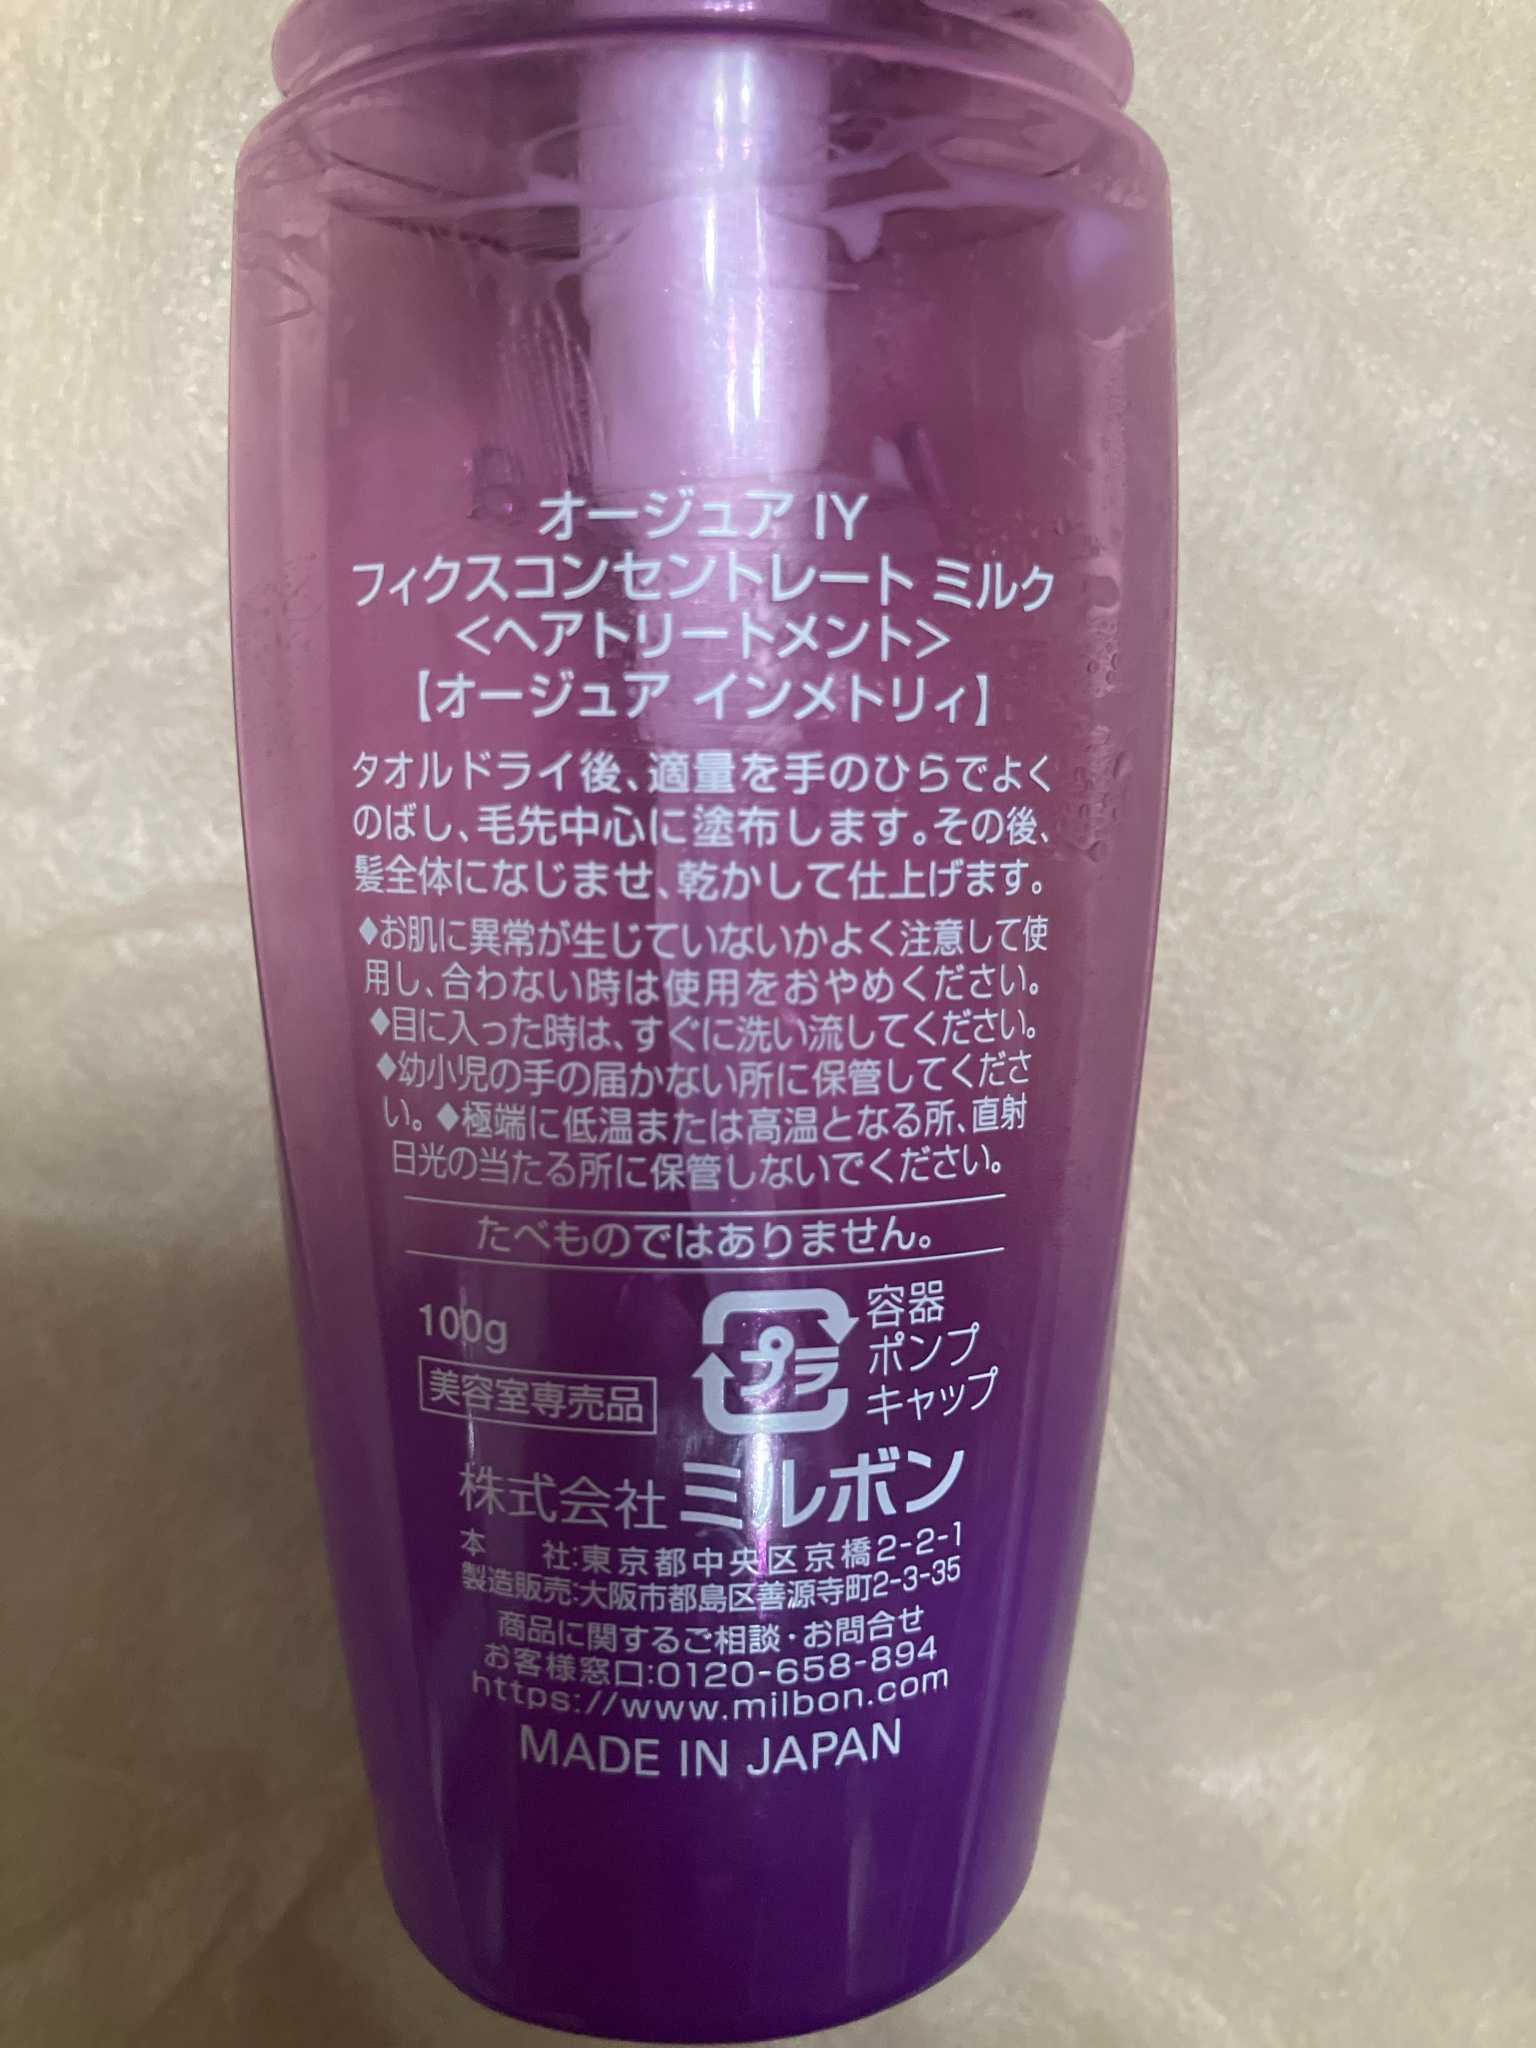 オージュア IY
フィクスコンセントレート ミルク
<ヘアトリートメント>
【オージュア インメトリィ】
タオルドライ後、適量を手のひらでよく
のばし、毛先中心に塗布します。その後、
髪全体になじませ、乾かして仕上げます。
◆お肌に異常が生じていないかよく注意して使
用し、合わない時は使用をおやめください。
◆目に入った時は、すぐに洗い流してください。
◆幼小児の手の届かない所に保管してくださ
い。◆極端に低温または高温となる所、直射
日光の当たる所に保管しないでください。
たべものではありません。
100g
美容室専売品
プラ
容器
ポンプ
キャップ
株式会社ミルボン
本　社:東京都中央区京橋2-2-1
製造販売:大阪市都島区善源寺町2-3-35
商品に関するご相談・お問合せ
お客様窓口:0120-658-894
https://www.milbon.com
MADE IN JAPAN